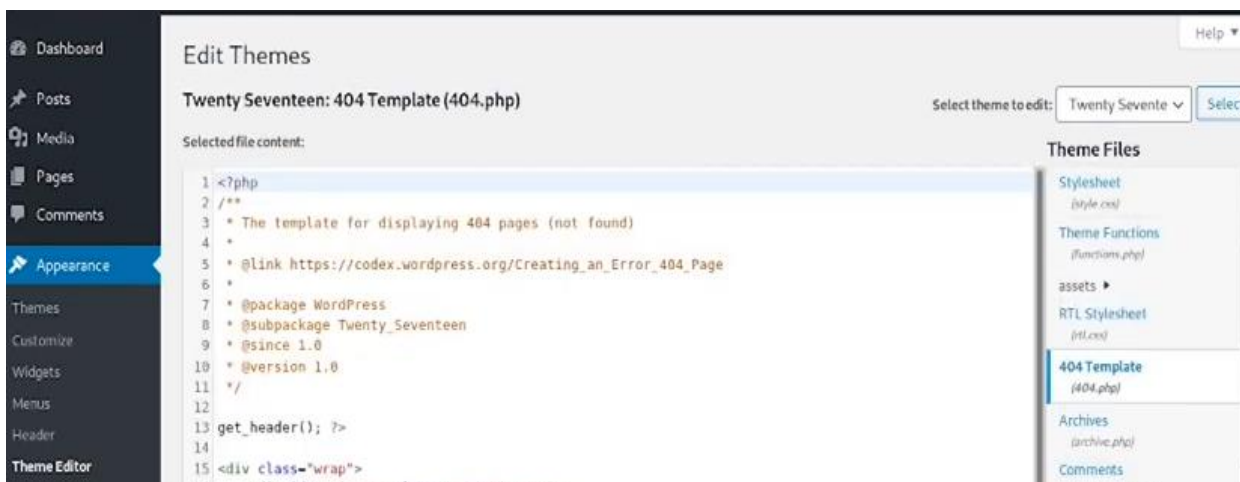 Dashboard
Posts
Media
Pages
Comments
Appearance
Themes
Customize
Widgets
Menus
Header
Theme Editor
Help ▼
Edit Themes
Twenty Seventeen: 404 Template (404.php)
Select theme to edit: Twenty Sevente Selec
Selected file content:
1 <?php
2 /**
3 * The template for displaying 404 pages (not found)
4 *
5 * @link https://codex.wordpress.org/Creating_an_Error_404_Page
6 *
7 * @package WordPress
8 * @subpackage Twenty_Seventeen
9 * @since 1.0
10 * @version 1.0
11 */
12
13 get_header(); ?>
14
15 <div class="wrap">
Theme Files
Stylesheet
(style.css)
Theme Functions
(functions.php)
assets ▶
RTL Stylesheet
(rtl.css)
404 Template
(404.php)
Archives
(archive.php)
Comments